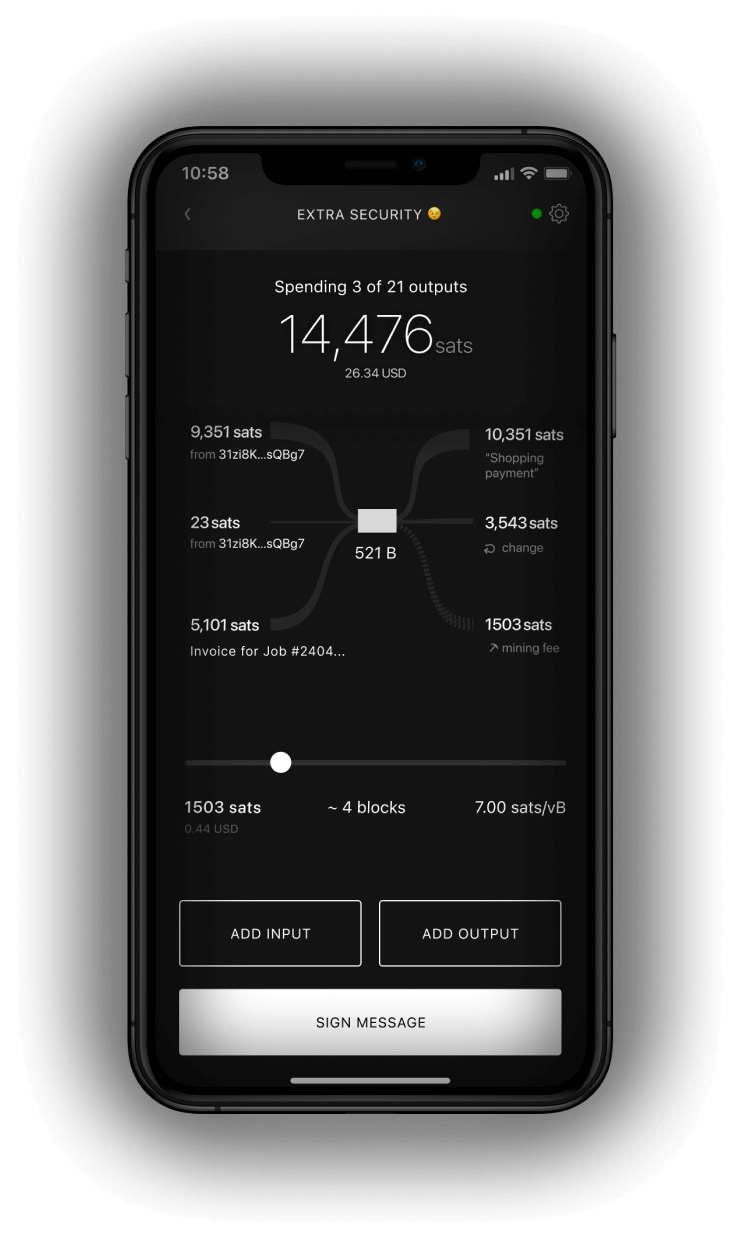 10:58
EXTRA SECURITY 😉
Spending 3 of 21 outputs
14,476 sats
26.34 USD
9,351 sats
from 31zi8K...sQBg7
10,351 sats
“Shopping
payment”
23 sats
from 31zi8K...sQBg7
521 B
3,543 sats
change
5,101 sats
Invoice for Job #2404...
1503 sats
mining fee
1503 sats
~ 4 blocks
7.00 sats/vB
0.44 USD
ADD INPUT
ADD OUTPUT
SIGN MESSAGE